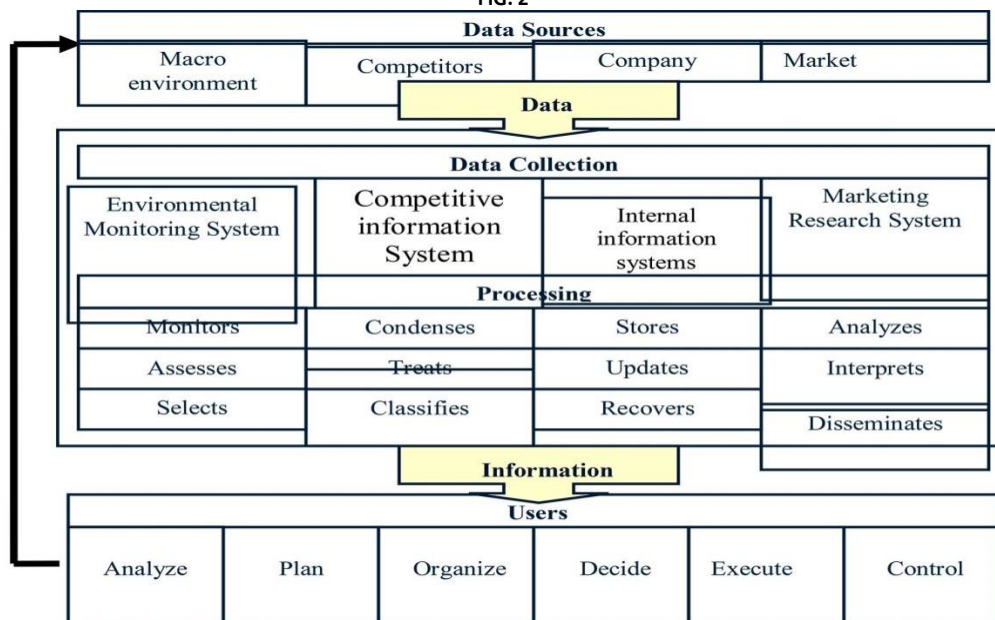 FIG. 2
Data Sources
Macro
environment
Competitors
Company
Market
Data
Data Collection
Environmental
Monitoring System
Competitive
information
System
Internal
information
systems
Marketing
Research System
Processing
Monitors
Condenses
Stores
Analyzes
Assesses
Treats
Updates
Interprets
Selects
Classifies
Recovers
Disseminates
Information
Users
Analyze
Plan
Organize
Decide
Execute
Control